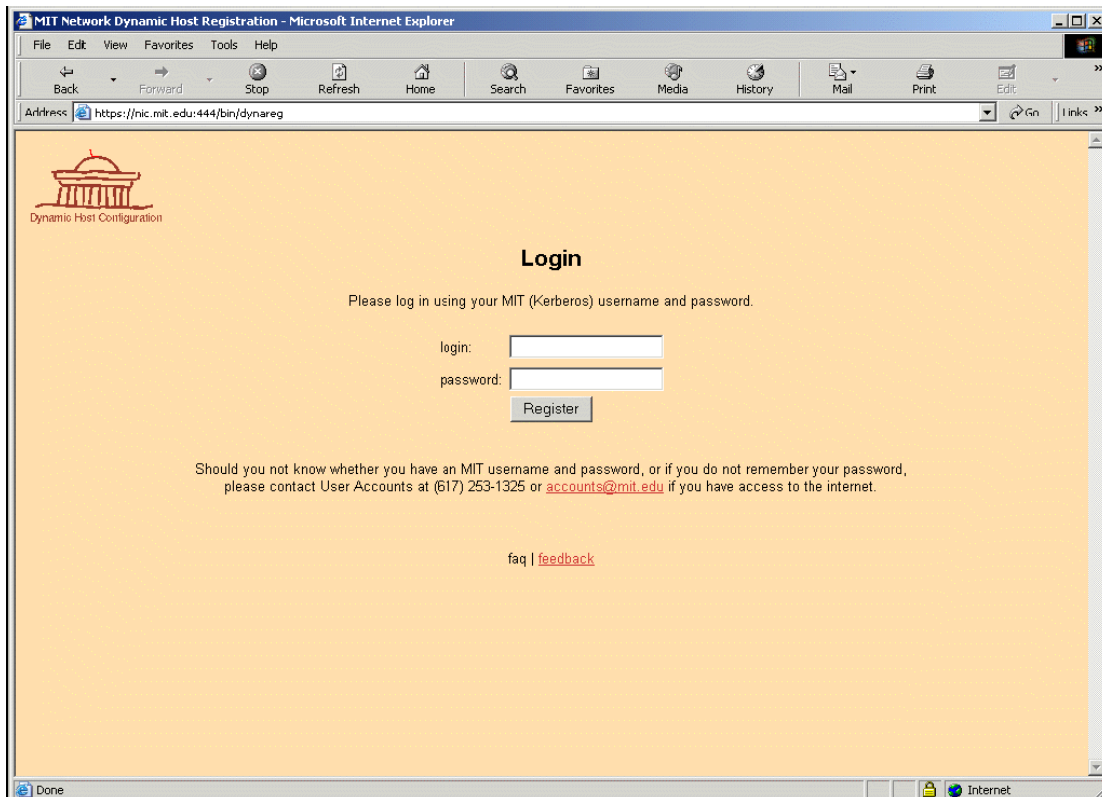 MIT Network Dynamic Host Registration - Microsoft Internet Explorer
File Edit View Favorites Tools Help
Back Forward Stop Refresh Home Search Favorites Media History Mail Print Edit »
Address https://nic.mit.edu:444/bin/dynareg Go Links »
Dynamic Host Configuration
Login
Please log in using your MIT (Kerberos) username and password.
login:
password:
Register
Should you not know whether you have an MIT username and password, or if you do not remember your password,
please contact User Accounts at (617) 253-1325 or accounts@mit.edu if you have access to the internet.
faq | feedback
Done Internet